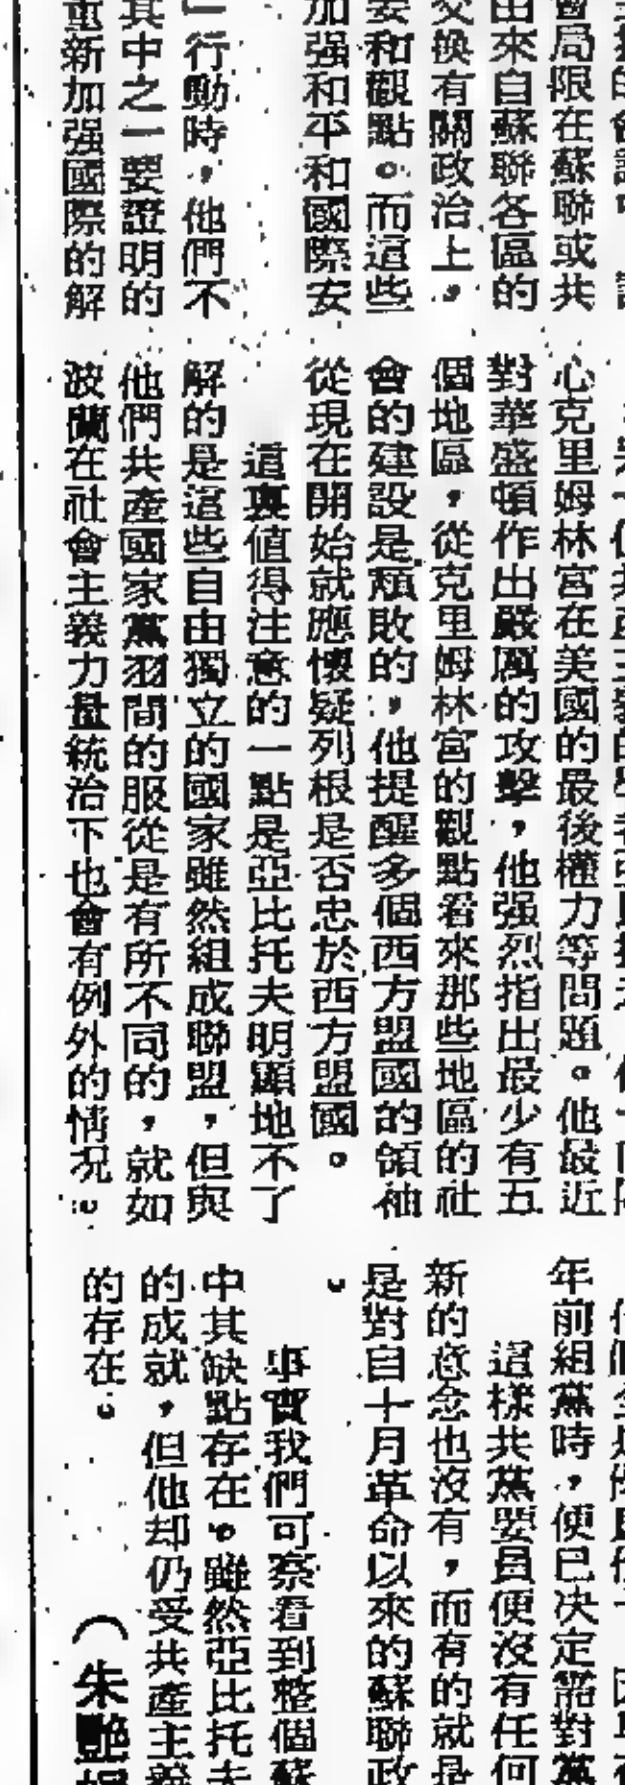 會局限在蘇聯或共
由來自蘇聯各區的
交換有關政治上，
要和觀點。而這些
加强和平和國際安
」行動時，他們不
其中之一要證明的
重新加强國際的解
心克里姆林宮在美國的最後權力等問題。他最近
對華盛頓作出嚴厲的攻擊，他强烈指出最少有五
個地區，從克里姆林宮的觀點看來那些地區的社
會的建設是頹敗的，他提醒多個西方盟國的領袖
從現在開始就應懷疑列根是否忠於西方盟國。
這裏值得注意的一點是亞比托夫明顯地不了
解的是這些自由獨立的國家雖然組成聯盟，但與
他們共產國家黨羽間的服從是有所不同的，就如
波蘭在社會主義力量統治下也會有例外的情况。
年前組黨時，便已決定需對黨
這樣共黨要員便沒有任何
新的意念也沒有，而有的就是
是對自十月革命以來的蘇聯政
。
事實我們可察看到整個蘇
中其缺點存在。雖然亞比托夫
的成就，但他却仍受共產主義
的存在。
（朱艷